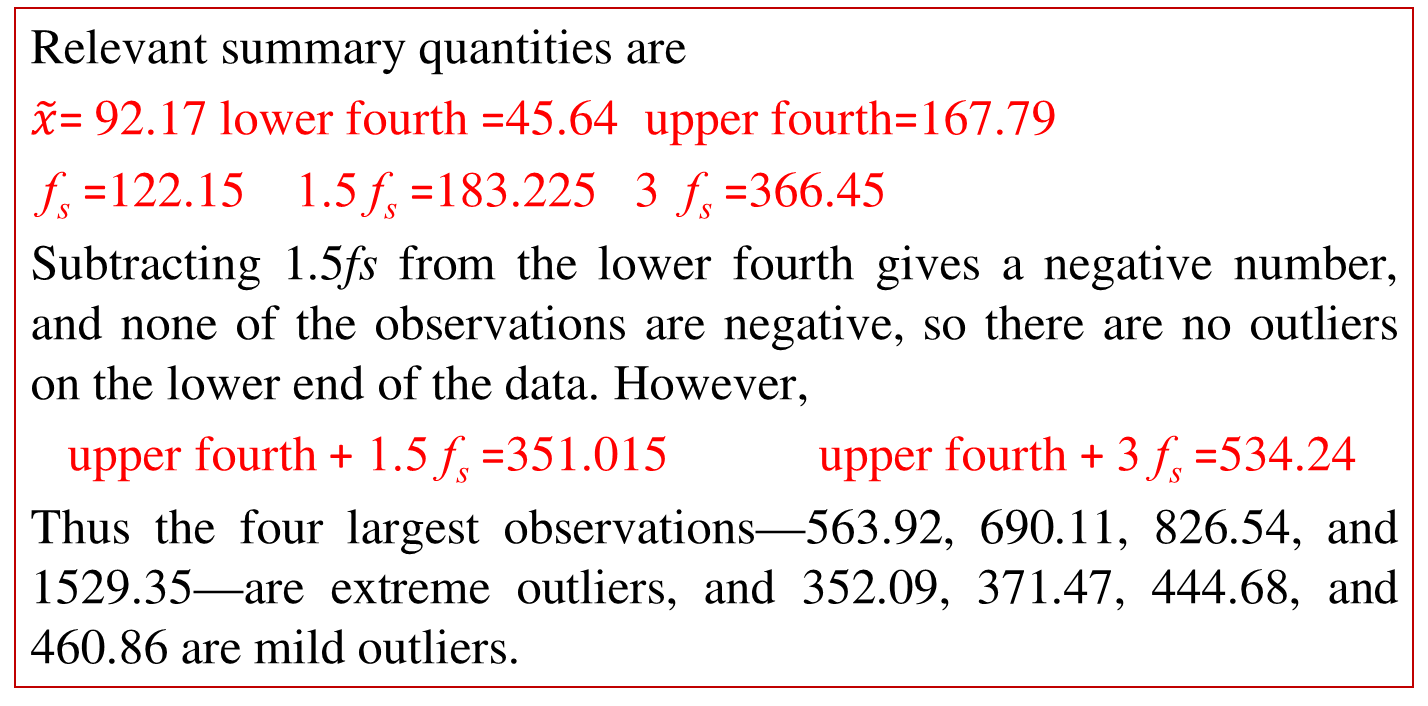 Relevant summary quantities are
x̃= 92.17 lower fourth =45.64 upper fourth=167.79
fₛ =122.15 1.5 fₛ =183.225 3 fₛ =366.45
Subtracting 1.5fs from the lower fourth gives a negative number,
and none of the observations are negative, so there are no outliers
on the lower end of the data. However,
upper fourth + 1.5 fₛ =351.015 upper fourth + 3 fₛ =534.24
Thus the four largest observations—563.92, 690.11, 826.54, and
1529.35—are extreme outliers, and 352.09, 371.47, 444.68, and
460.86 are mild outliers.